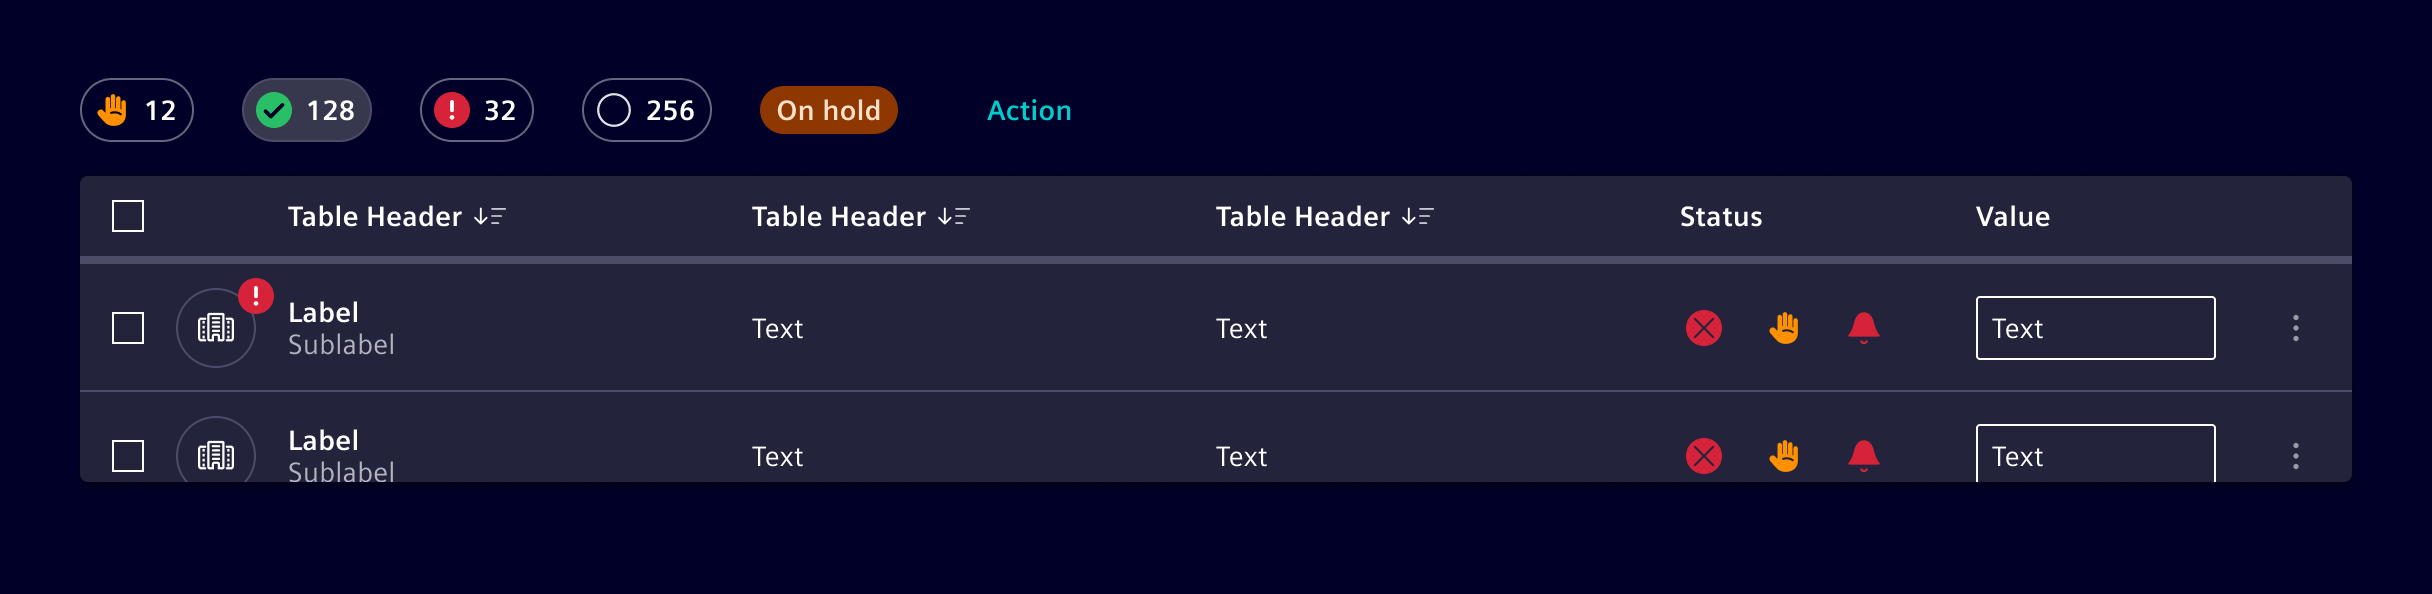 12 128 32 256 On hold Action
Table Header Table Header Table Header Status Value
Label
Sublabel
Text Text Text
Label
Sublabel
Text Text Text